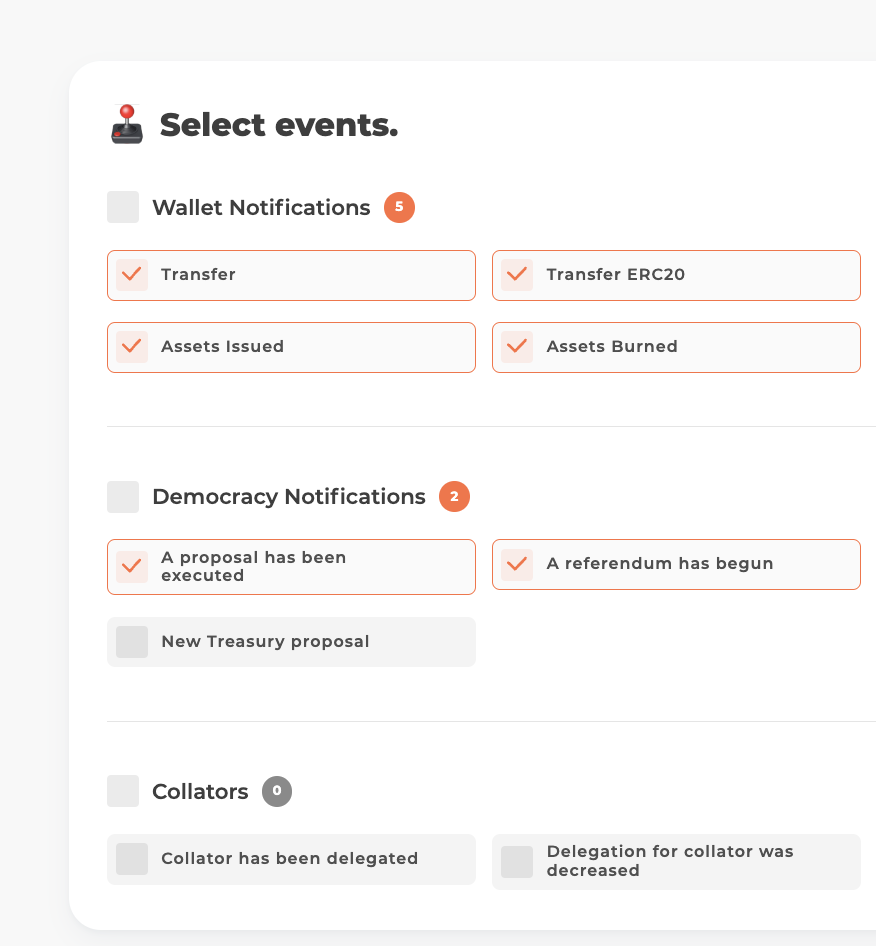 Select events.
Wallet Notifications 5
Transfer
Transfer ERC20
Assets Issued
Assets Burned
Democracy Notifications 2
A proposal has been
executed
A referendum has begun
New Treasury proposal
Collators 0
Collator has been delegated
Delegation for collator was
decreased